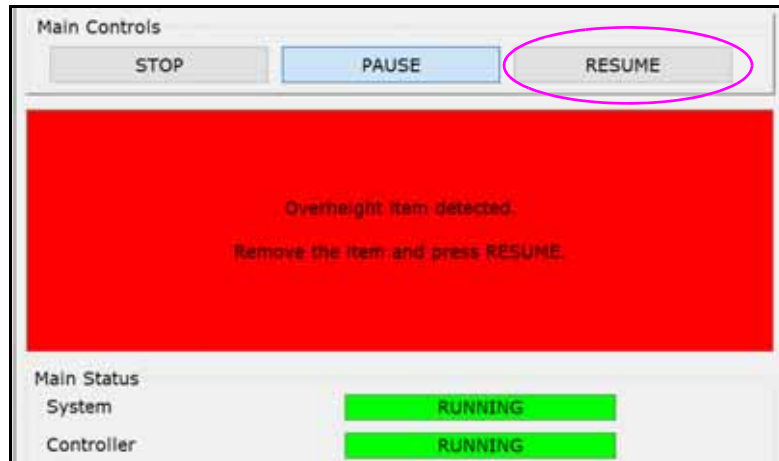 Main Controls
STOP PAUSE RESUME
Overheight item detected.
Remove the item and press RESUME.
Main Status
System RUNNING
Controller RUNNING